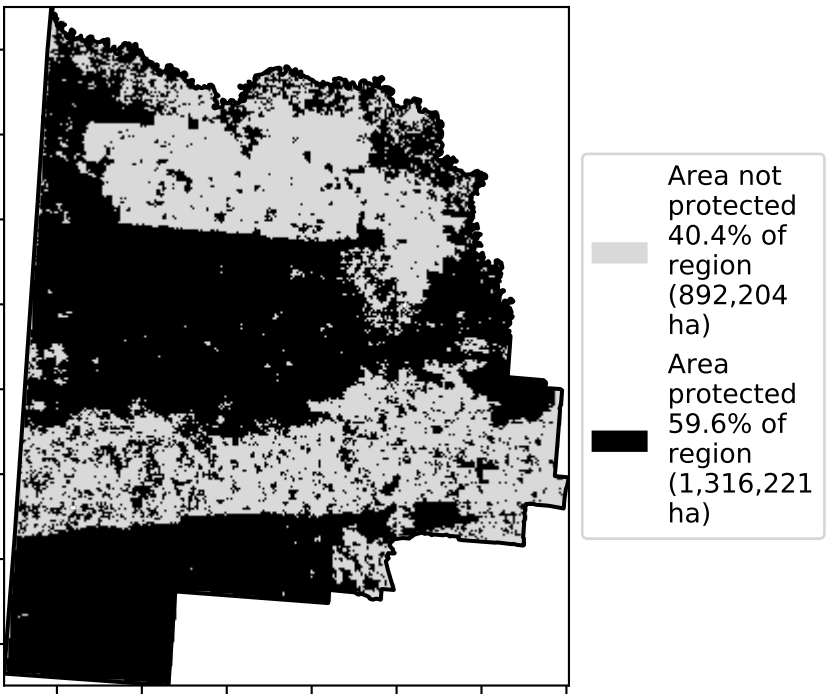 Area not
protected
40.4% of
region
(892,204
ha)
Area
protected
59.6% of
region
(1,316,221
ha)